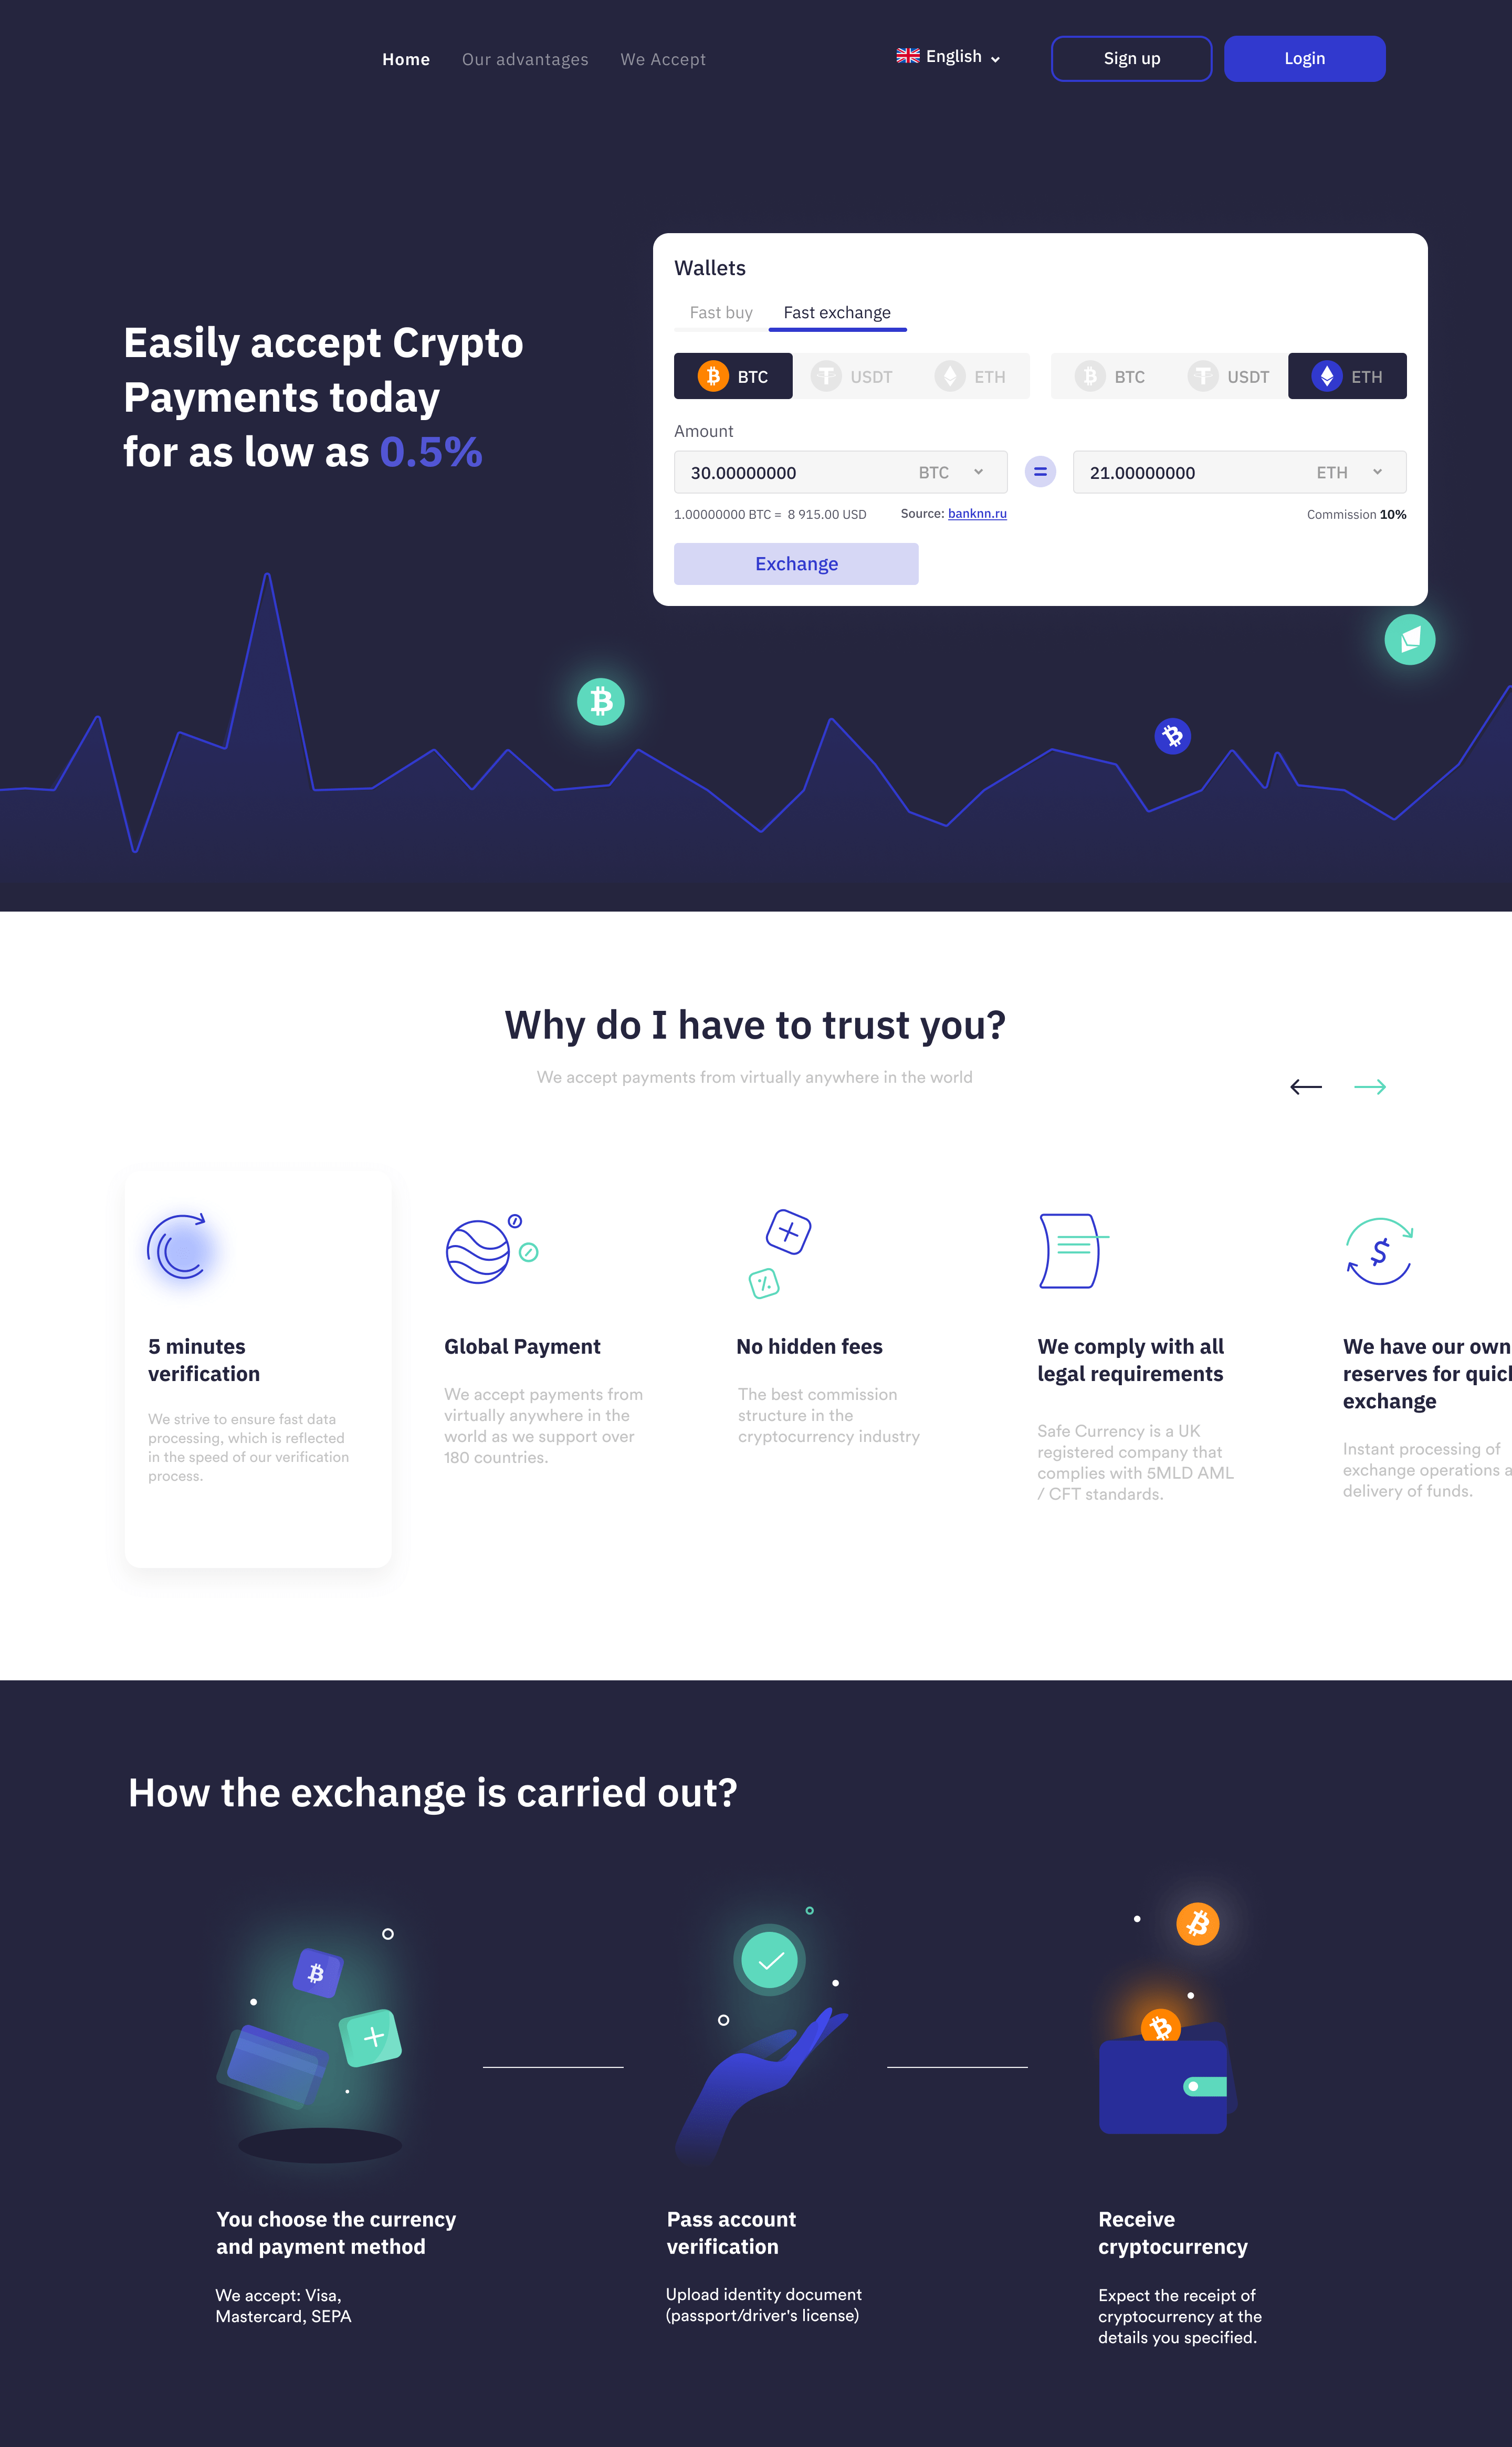 Home Our advantages We Accept English Sign up Login
Easily accept Crypto
Payments today
for as low as 0.5%
Wallets
Fast buy Fast exchange
BTC USDT ETH BTC USDT ETH
Amount
30.00000000 BTC = 21.00000000 ETH
1.00000000 BTC = 8 915.00 USD Source: banknn.ru Commission 10%
Exchange
Why do I have to trust you?
We accept payments from virtually anywhere in the world
5 minutes
verification
We strive to ensure fast data
processing, which is reflected
in the speed of our verification
process.
Global Payment
We accept payments from
virtually anywhere in the
world as we support over
180 countries.
No hidden fees
The best commission
structure in the
cryptocurrency industry
We comply with all
legal requirements
Safe Currency is a UK
registered company that
complies with 5MLD AML
/ CFT standards.
We have our own
reserves for
exchange
Instant processing of
exchange operations
delivery of funds.
How the exchange is carried out?
You choose the currency
and payment method
We accept: Visa,
Mastercard, SEPA
Pass account
verification
Upload identity document
(passport/driver's license)
Receive
cryptocurrency
Expect the receipt of
cryptocurrency at the
details you specified.